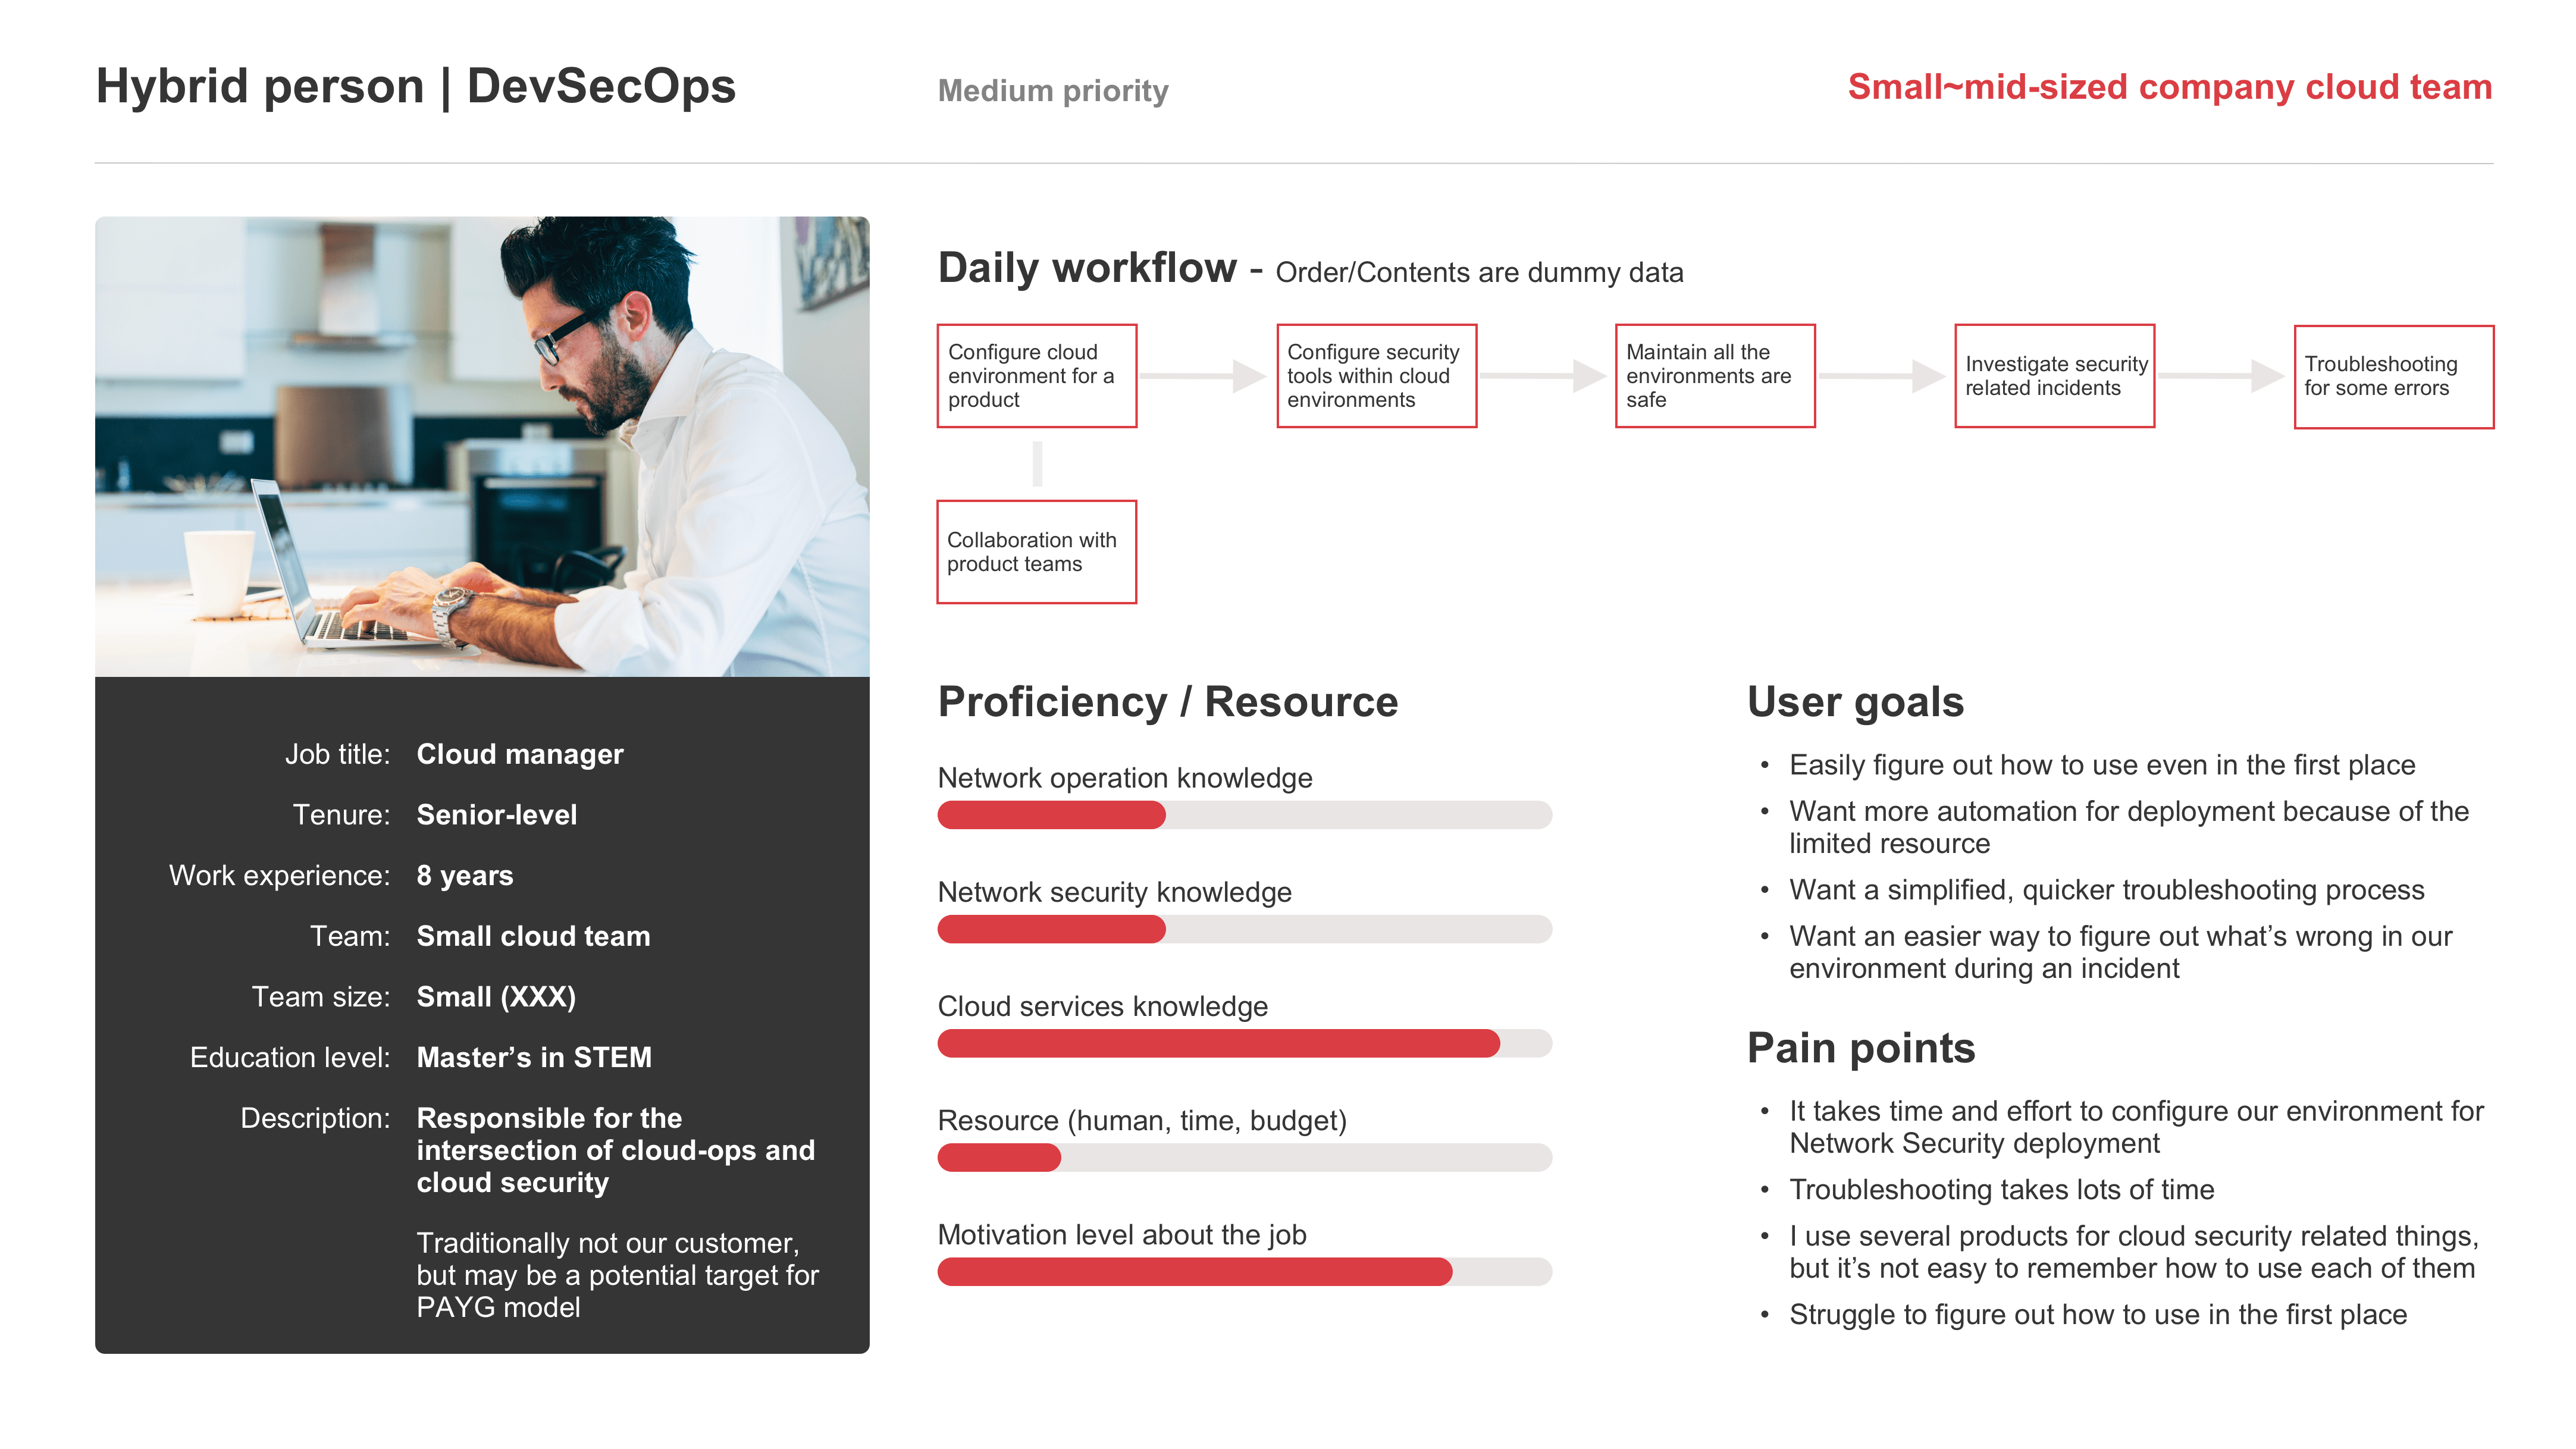 Hybrid person | DevSecOps
Medium priority
Small~mid-sized company cloud team
Job title: Cloud manager
Tenure: Senior-level
Work experience: 8 years
Team: Small cloud team
Team size: Small (XXX)
Education level: Master’s in STEM
Description: Responsible for the
intersection of cloud-ops and
cloud security
Traditionally not our customer,
but may be a potential target for
PAYG model
Daily workflow - Order/Contents are dummy data
Configure cloud
environment for a
product
Configure security
tools within cloud
environments
Maintain all the
environments are
safe
Investigate security
related incidents
Troubleshooting
for some errors
Collaboration with
product teams
Proficiency / Resource
Network operation knowledge
Network security knowledge
Cloud services knowledge
Resource (human, time, budget)
Motivation level about the job
User goals
• Easily figure out how to use even in the first place
• Want more automation for deployment because of the
limited resource
• Want a simplified, quicker troubleshooting process
• Want an easier way to figure out what’s wrong in our
environment during an incident
Pain points
• It takes time and effort to configure our environment for
Network Security deployment
• Troubleshooting takes lots of time
• I use several products for cloud security related things,
but it’s not easy to remember how to use each of them
• Struggle to figure out how to use in the first place